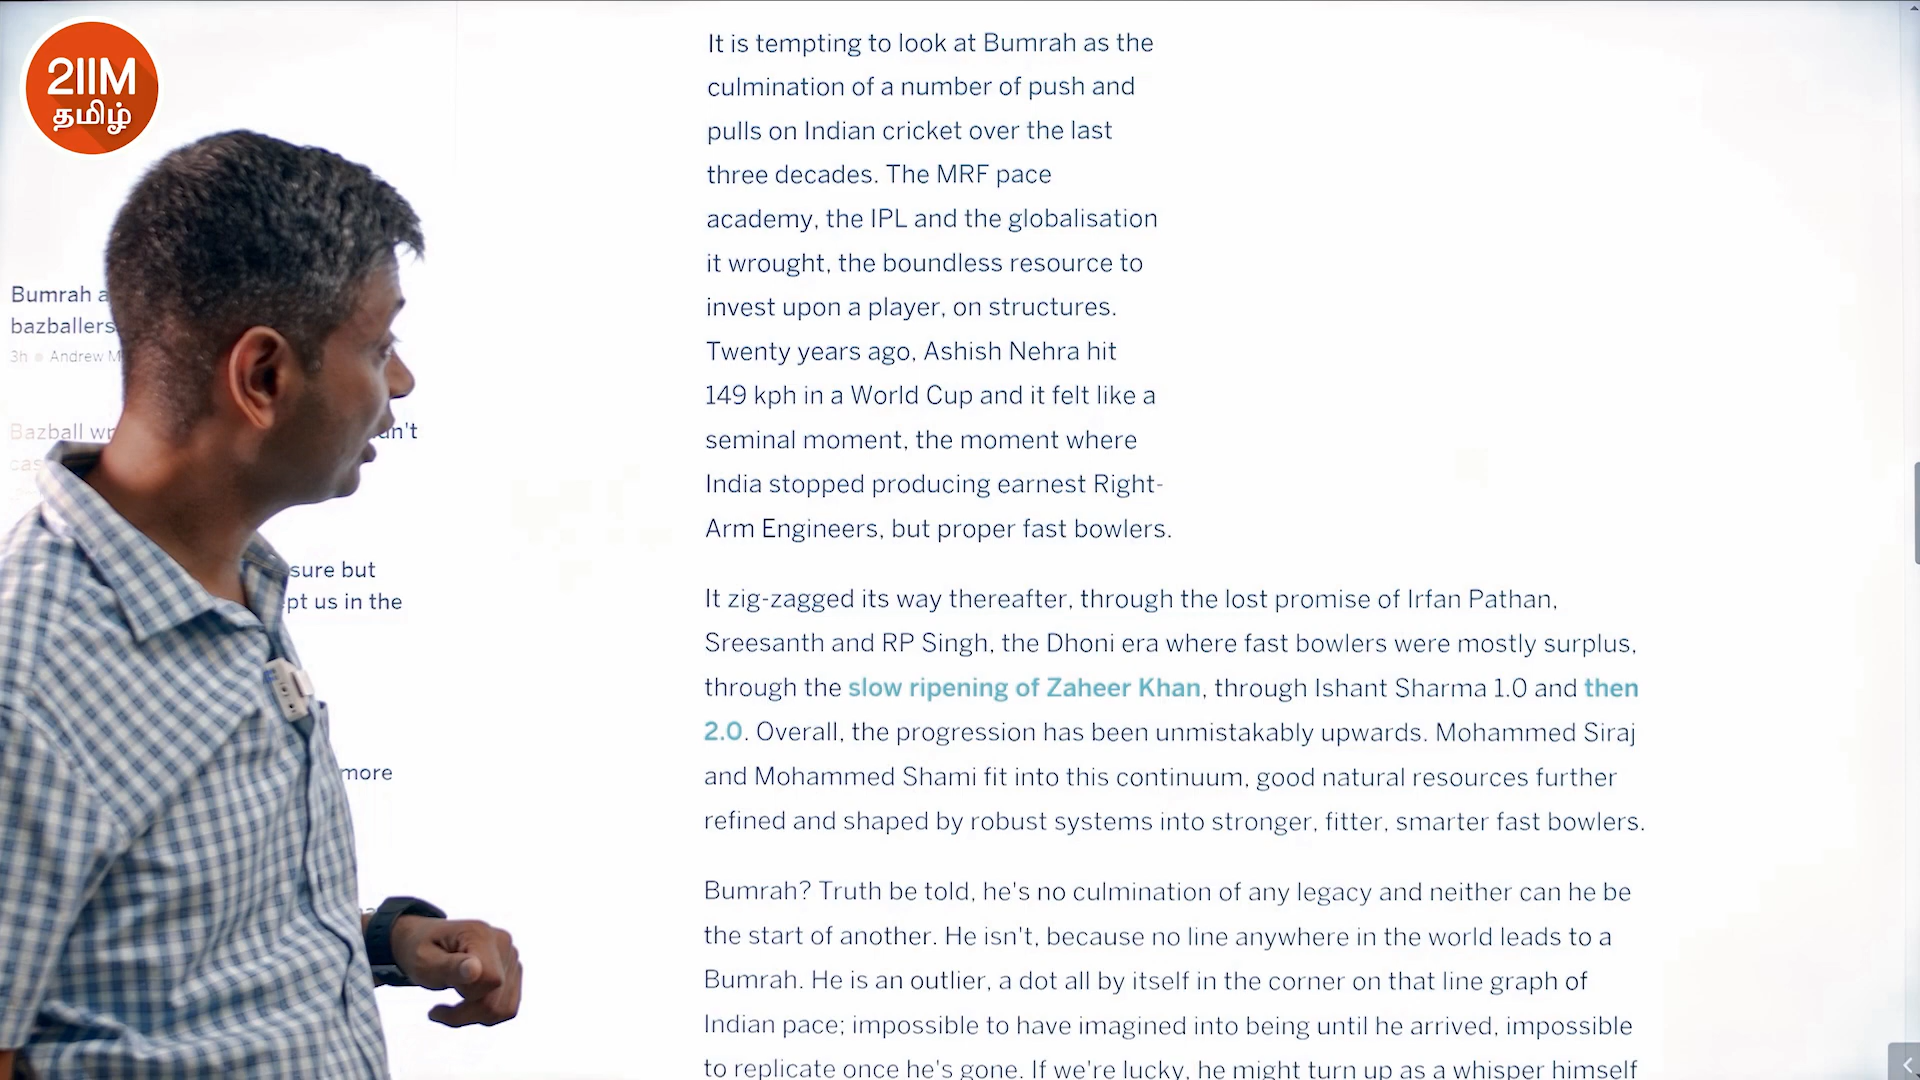 2IIM
தமிழ்
It is tempting to look at Bumrah as the
culmination of a number of push and
pulls on Indian cricket over the last
three decades. The MRF pace
academy, the IPL and the globalisation
it wrought, the boundless resource to
invest upon a player, on structures.
Twenty years ago, Ashish Nehra hit
149 kph in a World Cup and it felt like a
seminal moment, the moment where
India stopped producing earnest Right-
Arm Engineers, but proper fast bowlers.
It zig-zagged its way thereafter, through the lost promise of Irfan Pathan,
Sreesanth and RP Singh, the Dhoni era where fast bowlers were mostly surplus,
through the slow ripening of Zaheer Khan, through Ishant Sharma 1.0 and then
2.0. Overall, the progression has been unmistakably upwards. Mohammed Siraj
and Mohammed Shami fit into this continuum, good natural resources further
refined and shaped by robust systems into stronger, fitter, smarter fast bowlers.
Bumrah? Truth be told, he's no culmination of any legacy and neither can he be
the start of another. He isn't, because no line anywhere in the world leads to a
Bumrah. He is an outlier, a dot all by itself in the corner on that line graph of
Indian pace; impossible to have imagined into being until he arrived, impossible
to replicate once he's gone. If we're lucky, he might turn up as a whisper himself
Bumrah
bazballers
3h Andrew
Bazball
sure but
us in the
more